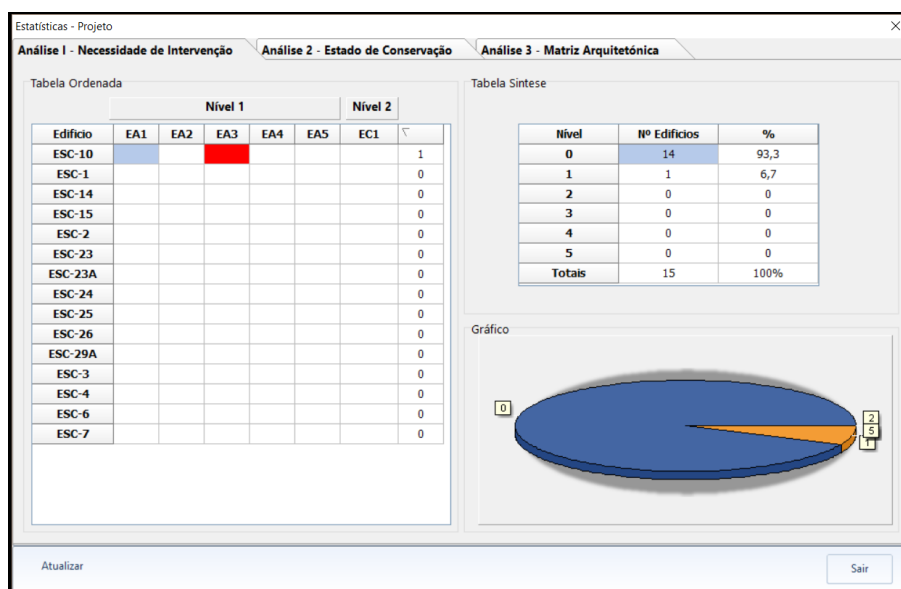 Estatísticas - Projeto
Análise I - Necessidade de Intervenção Análise 2 - Estado de Conservação Análise 3 - Matriz Arquitetónica
Tabela Ordenada
Nível 1 Nível 2
Edifício EA1 EA2 EA3 EA4 EA5 EC1
ESC-10 1
ESC-1 0
ESC-14 0
ESC-15 0
ESC-2 0
ESC-23 0
ESC-23A 0
ESC-24 0
ESC-25 0
ESC-26 0
ESC-29A 0
ESC-3 0
ESC-4 0
ESC-6 0
ESC-7 0
Tabela Síntese
Nível Nº Edifícios %
0 14 93,3
1 1 6,7
2 0 0
3 0 0
4 0 0
5 0 0
Totais 15 100%
Gráfico
0
2
5
1
Atualizar Sair